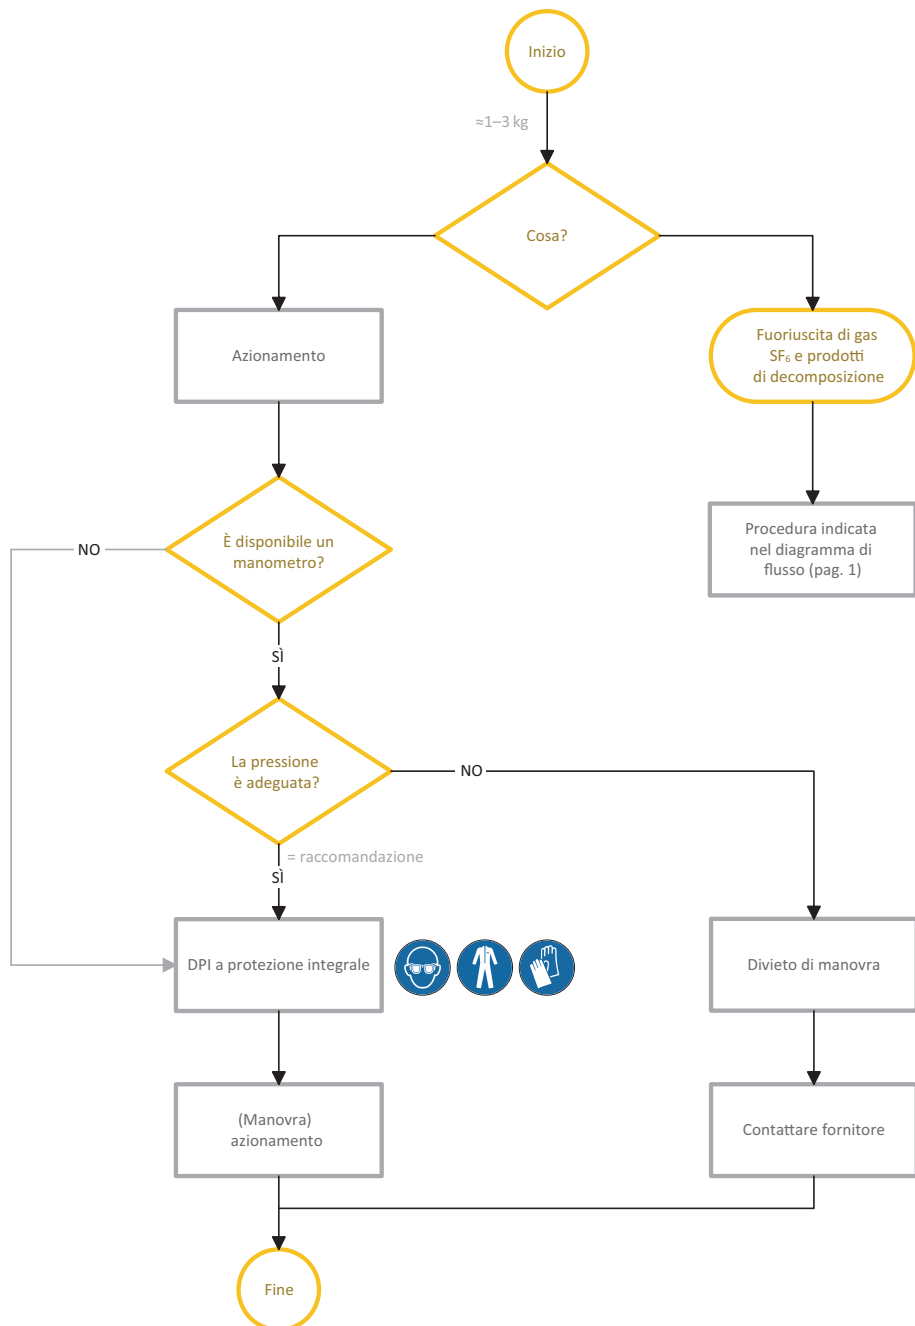 Inizio
≈1–3 kg
Cosa?
Azionamento
Fuoriuscita di gas
SF₆ e prodotti
di decomposizione
È disponibile un
manometro?
NO
Procedura indicata
nel diagramma di
flusso (pag. 1)
SÌ
La pressione
è adeguata?
NO
= raccomandazione
SÌ
DPI a protezione integrale
Divieto di manovra
(Manovra)
azionamento
Contattare fornitore
Fine